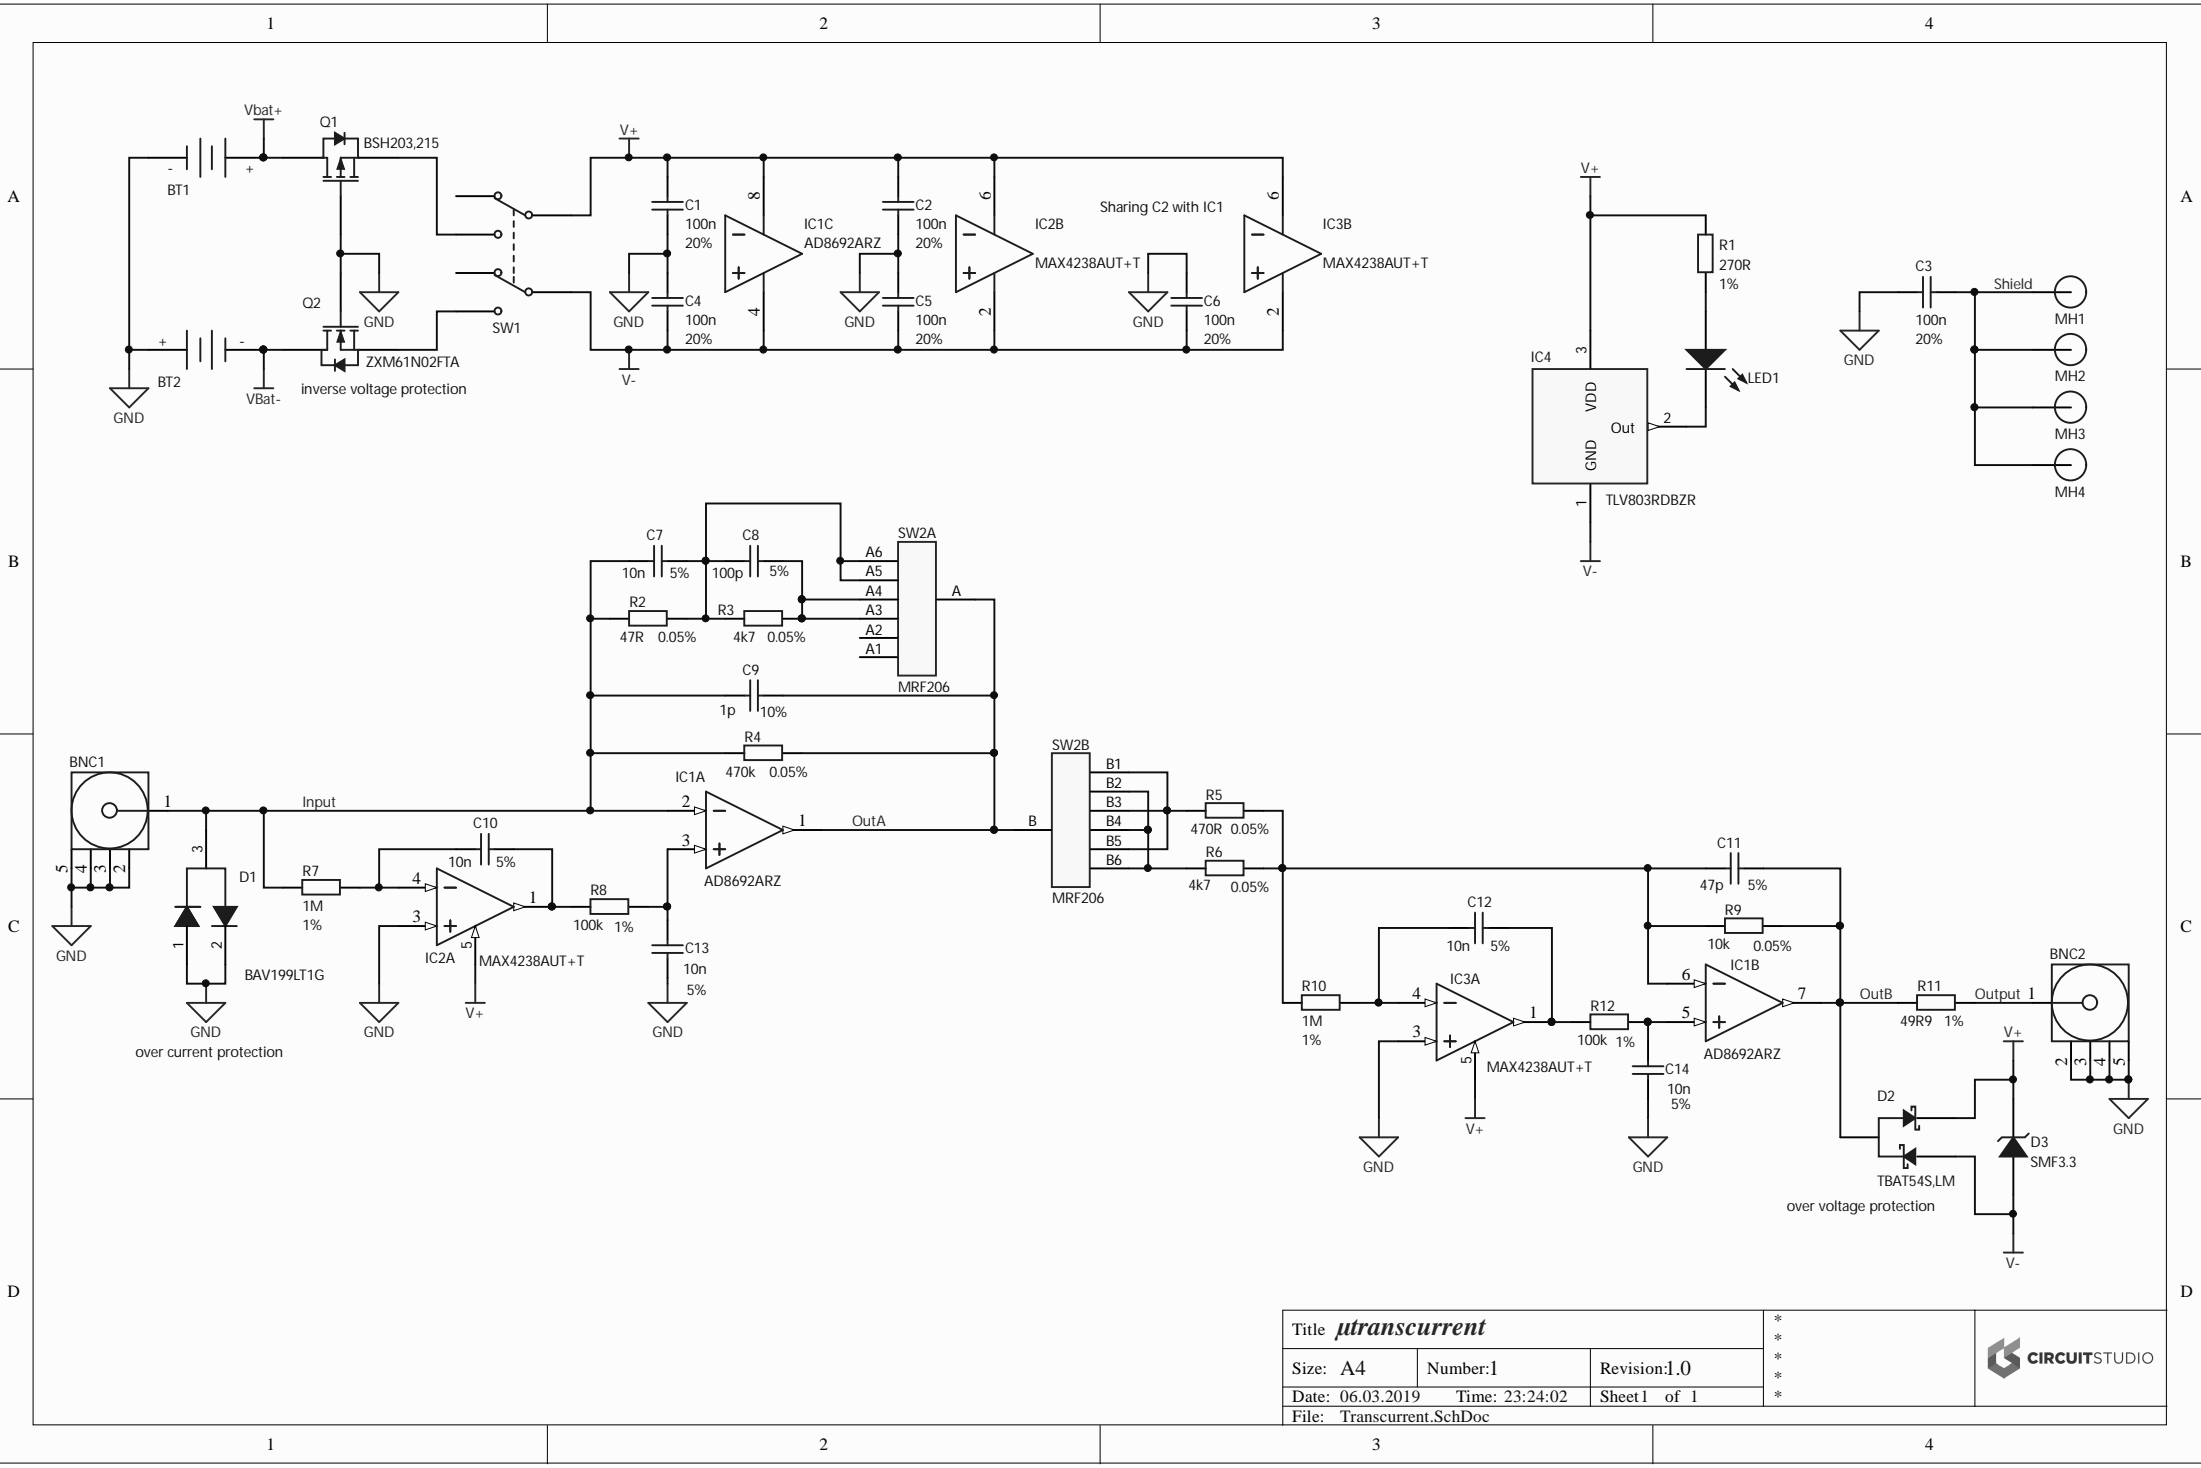 1 2 3 4
A A
B B
C C
D D
1 2 3 4
Vbat+
Q1
BSH203,215
- +
BT1
Q2
GND
+ -
BT2
ZXM61N02FTA
VBat-
inverse voltage protection
GND
SW1
V+
C1
100n
20%
GND
C4
100n
20%
V-
8
4
IC1C
AD8692ARZ
C2
100n
20%
GND
C5
100n
20%
6
2
IC2B
MAX4238AUT+T
Sharing C2 with IC1
GND
C6
100n
20%
6
2
IC3B
MAX4238AUT+T
V+
R1
270R
1%
LED1
IC4
3
VDD
GND
Out
2
1
TLV803RDBZR
V-
C3
100n
20%
GND
Shield
MH1
MH2
MH3
MH4
C7
10n 5%
C8
100p 5%
R2
47R 0.05%
R3
4k7 0.05%
SW2A
A6
A5
A4
A3
A2
A1
A
MRF206
C9
1p 10%
R4
470k 0.05%
BNC1
1
5 4 3 2
GND
Input
3
D1
1 2
BAV199LT1G
GND
over current protection
R7
1M
1%
C10
10n 5%
4
3
1
5
IC2A
MAX4238AUT+T
GND
V+
R8
100k 1%
C13
10n
5%
GND
IC1A
2
3
1
AD8692ARZ
OutA
B
SW2B
B1
B2
B3
B4
B5
B6
MRF206
R5
470R 0.05%
R6
4k7 0.05%
R10
1M
1%
C12
10n 5%
IC3A
4
3
1
5
MAX4238AUT+T
GND
V+
R12
100k 1%
C14
10n
5%
GND
C11
47p 5%
R9
10k 0.05%
IC1B
6
5
7
AD8692ARZ
OutB
R11
49R9 1%
Output 1
BNC2
2 3 4 5
GND
V+
D2
TBAT54S,LM
D3
SMF3.3
over voltage protection
V-
Title μtranscurrent
Size: A4 Number:1 Revision:1.0
Date: 06.03.2019 Time: 23:24:02 Sheet1 of 1
File: Transcurrent.SchDoc
*
*
*
*
*
CIRCUITSTUDIO